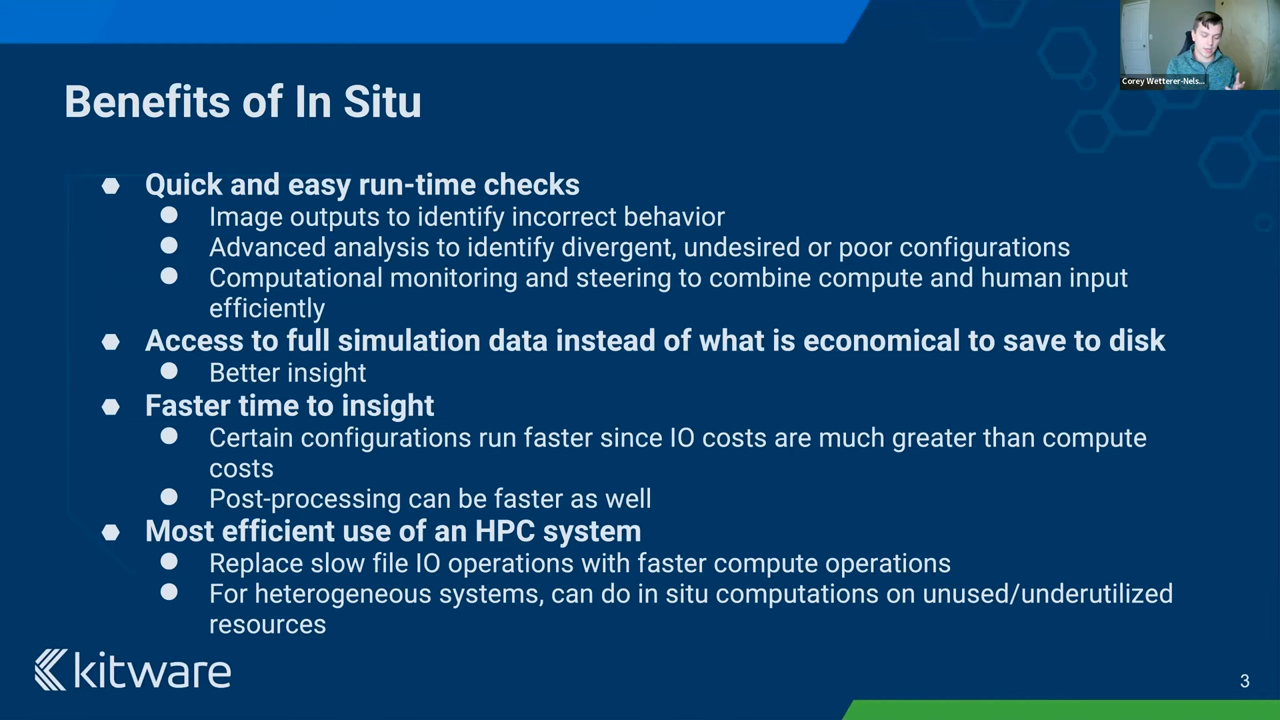 Corey Wetterer-Nels...
Benefits of In Situ
Quick and easy run-time checks
Image outputs to identify incorrect behavior
Advanced analysis to identify divergent, undesired or poor configurations
Computational monitoring and steering to combine compute and human input
efficiently
Access to full simulation data instead of what is economical to save to disk
Better insight
Faster time to insight
Certain configurations run faster since IO costs are much greater than compute
costs
Post-processing can be faster as well
Most efficient use of an HPC system
Replace slow file IO operations with faster compute operations
For heterogeneous systems, can do in situ computations on unused/underutilized
resources
kitware
3